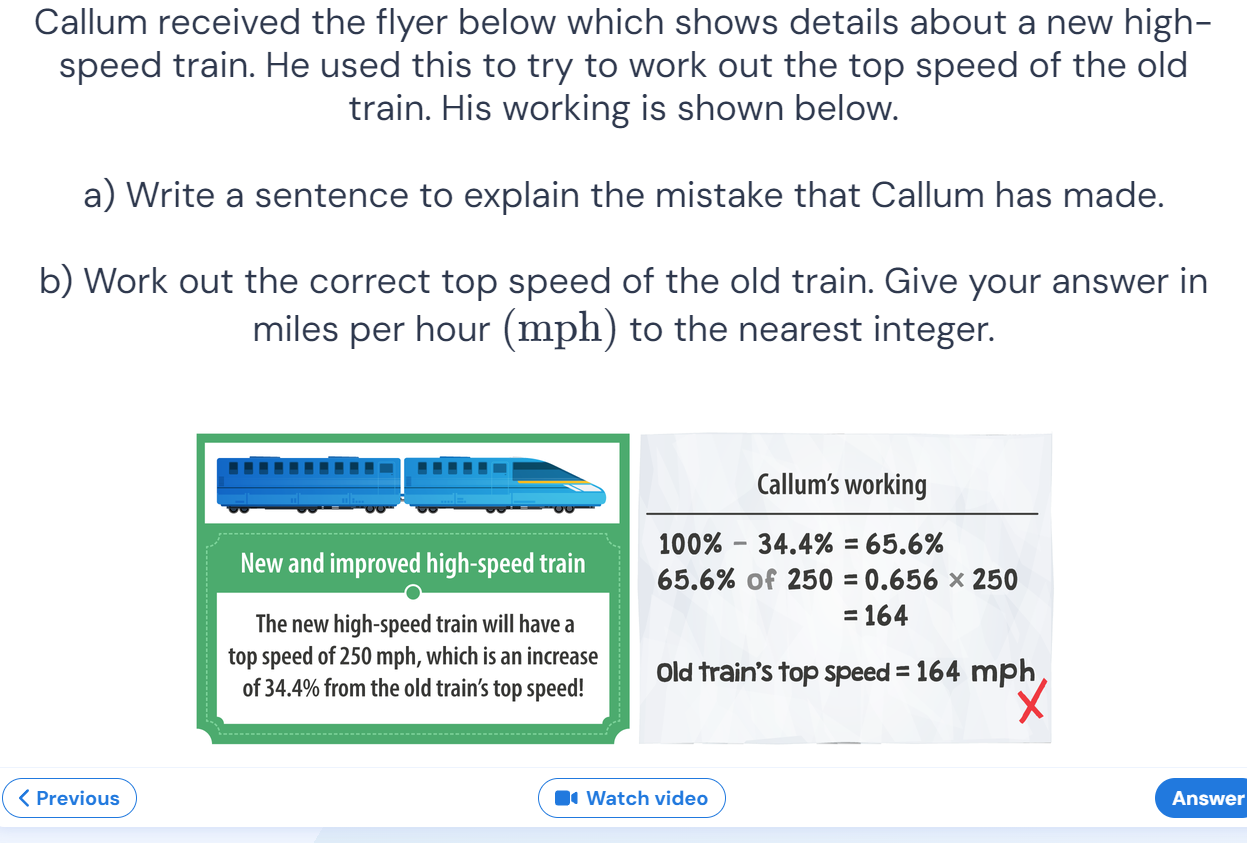 Callum received the flyer below which shows details about a new high-
speed train. He used this to try to work out the top speed of the old
train. His working is shown below.
a) Write a sentence to explain the mistake that Callum has made.
b) Work out the correct top speed of the old train. Give your answer in
miles per hour (mph) to the nearest integer.
New and improved high-speed train
The new high-speed train will have a
top speed of 250 mph, which is an increase
of 34.4% from the old train's top speed!
Callum's working
100% − 34.4% = 65.6%
65.6% of 250 = 0.656 × 250
= 164
Old train's top speed = 164 mph
Previous
Watch video
Answer